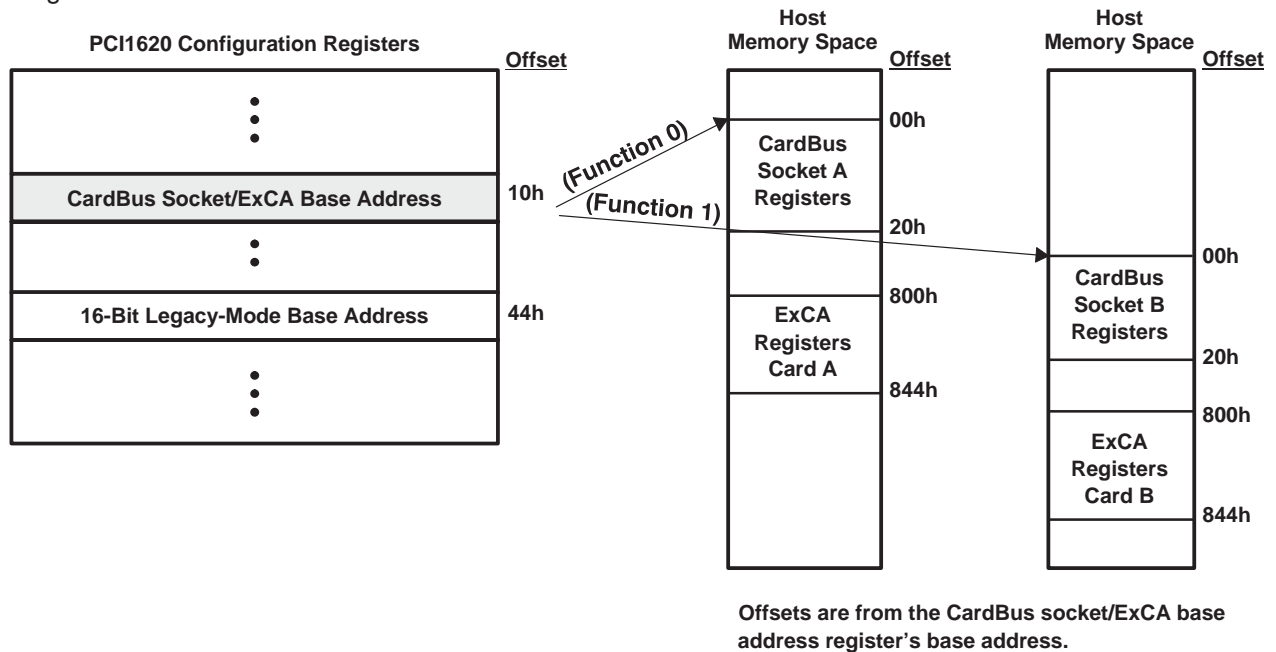 PCI1620 Configuration Registers
Offset
CardBus Socket/ExCA Base Address
10h
16-Bit Legacy-Mode Base Address
44h
(Function 0)
(Function 1)
Host
Memory Space
Offset
00h
CardBus
Socket A
Registers
20h
800h
ExCA
Registers
Card A
844h
Host
Memory Space
Offset
00h
CardBus
Socket B
Registers
20h
800h
ExCA
Registers
Card B
844h
Offsets are from the CardBus socket/ExCA base
address register's base address.